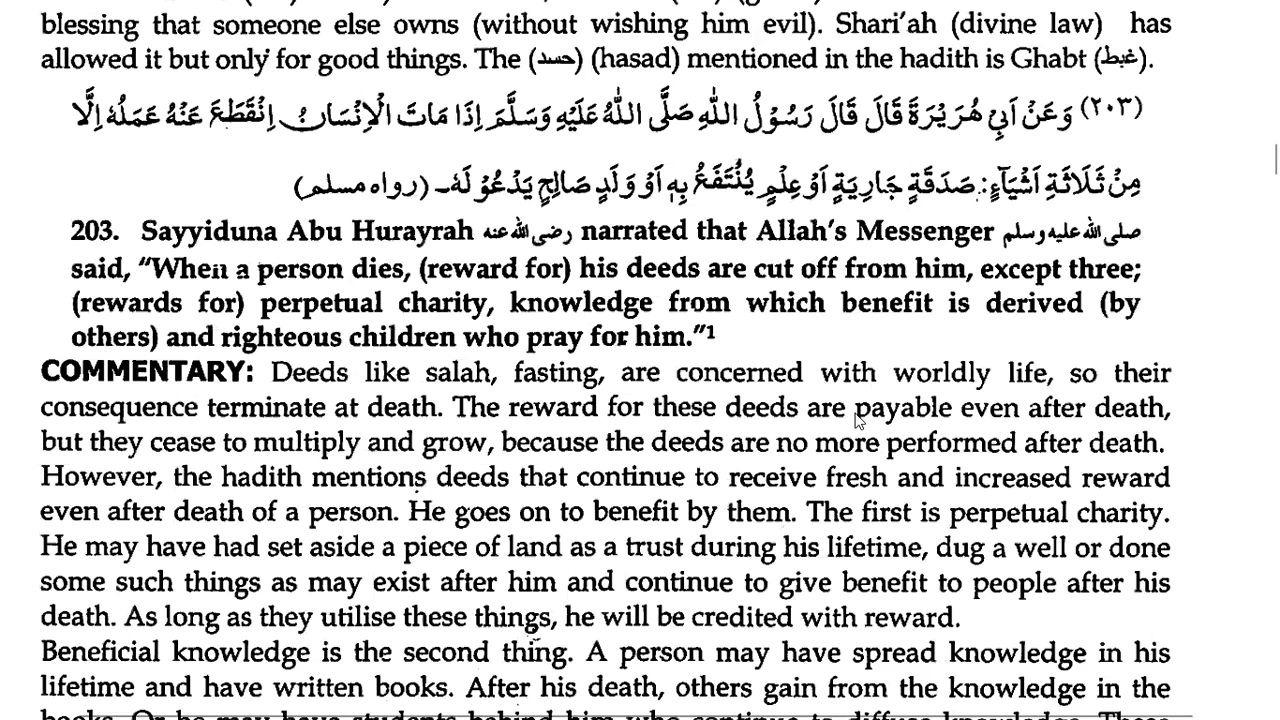 blessing that someone else owns (without wishing him evil). Shari'ah (divine law) has
allowed it but only for good things. The (حسد) (hasad) mentioned in the hadith is Ghabt (غبط).
(٢٠٣) وَعَنْ اَبِيْ هُرَيْرَةَ قَالَ قَالَ رَسُوْلُ اللّٰهِ صَلَّى اللّٰهُ عَلَيْهِ وَسَلَّمَ اِذَا مَاتَ الْاِنْسَانُ اِنْقَطَعَ عَنْهُ عَمَلُهٗ اِلَّا
مِنْ ثَلَاثَةِ اَشْيَآءٍ: صَدَقَةٍ جَارِيَةٍ اَوْ عِلْمٍ يُنْتَفَعُ بِهٖ اَوْ وَلَدٍ صَالِحٍ يَدْعُوْ لَهٗ۔ (رواه مسلم)
203. Sayyiduna Abu Hurayrah رضی الله عنه narrated that Allah's Messenger صلی الله علیه وسلم
said, "When a person dies, (reward for) his deeds are cut off from him, except three;
(rewards for) perpetual charity, knowledge from which benefit is derived (by
others) and righteous children who pray for him."¹
COMMENTARY: Deeds like salah, fasting, are concerned with worldly life, so their
consequence terminate at death. The reward for these deeds are payable even after death,
but they cease to multiply and grow, because the deeds are no more performed after death.
However, the hadith mentions deeds that continue to receive fresh and increased reward
even after death of a person. He goes on to benefit by them. The first is perpetual charity.
He may have had set aside a piece of land as a trust during his lifetime, dug a well or done
some such things as may exist after him and continue to give benefit to people after his
death. As long as they utilise these things, he will be credited with reward.
Beneficial knowledge is the second thing. A person may have spread knowledge in his
lifetime and have written books. After his death, others gain from the knowledge in the
books. Or he may have students behind him who continue to diffuse knowledge. These